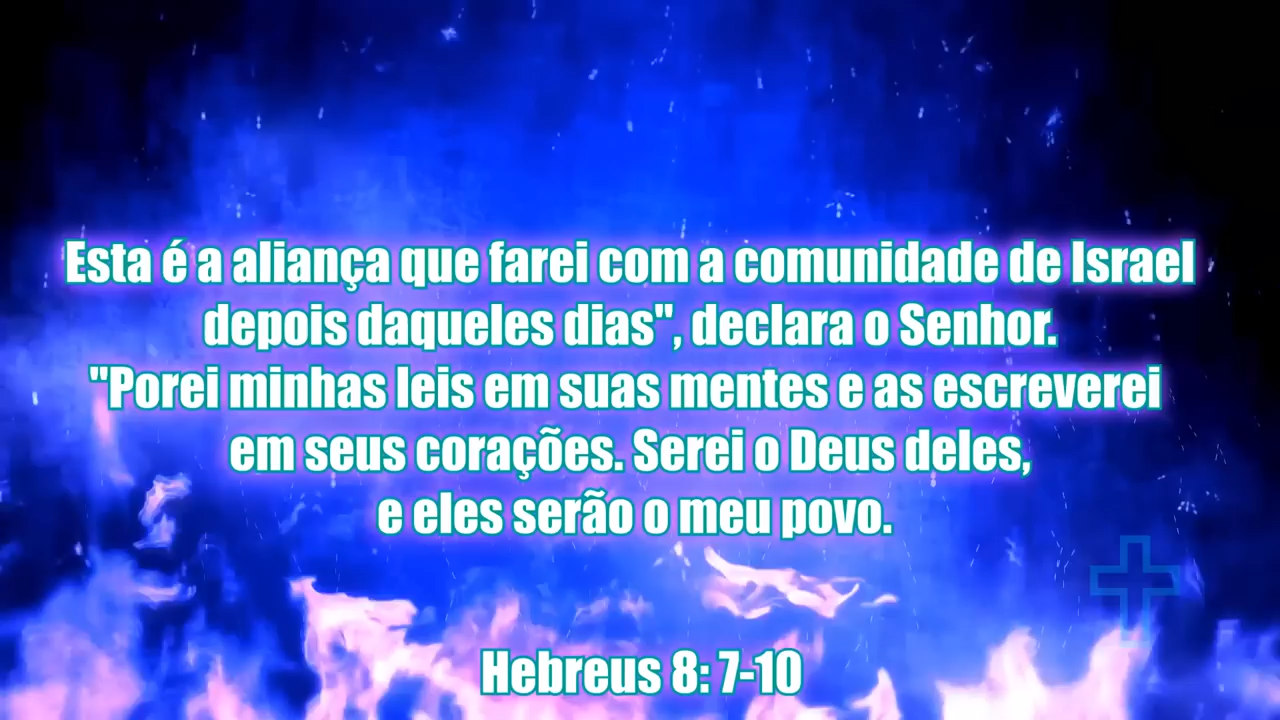 Esta é a aliança que farei com a comunidade de Israel
depois daqueles dias", declara o Senhor.
"Porei minhas leis em suas mentes e as escreverei
em seus corações. Serei o Deus deles,
e eles serão o meu povo.
Hebreus 8: 7-10